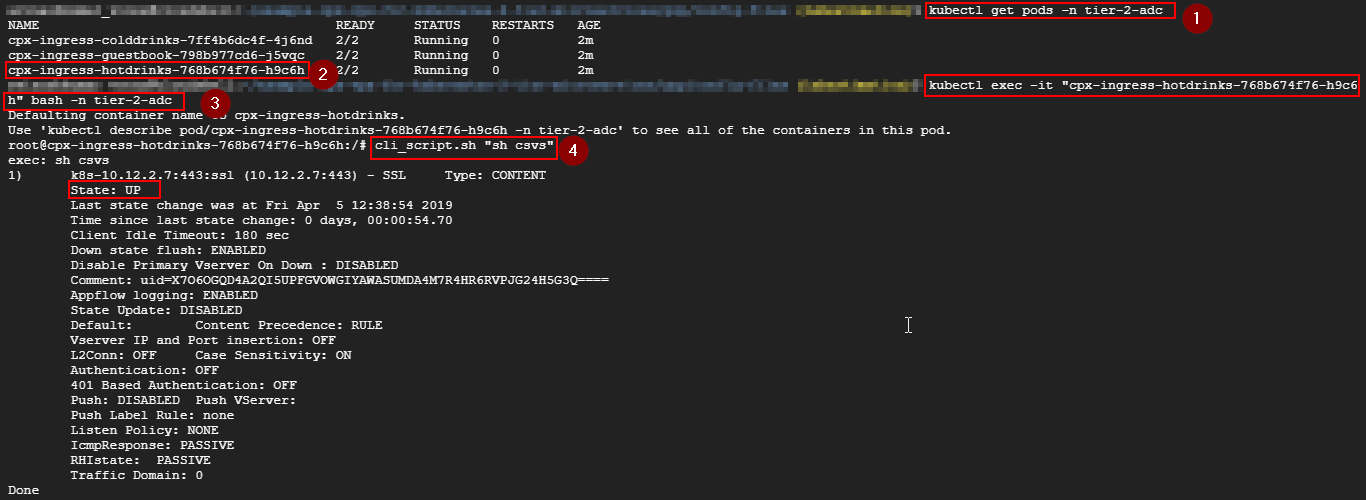 kubectl get pods -n tier-2-adc 1
NAME READY STATUS RESTARTS AGE
cpx-ingress-colddrinks-7ff4b6dc4f-4j6nd 2/2 Running 0 2m
cpx-ingress-guestbook-798b977cd6-j5vqc 2/2 Running 0 2m
cpx-ingress-hotdrinks-768b674f76-h9c6h 2 2/2 Running 0 2m
kubectl exec -it "cpx-ingress-hotdrinks-768b674f76-h9c6
h" bash -n tier-2-adc 3
Defaulting container name to cpx-ingress-hotdrinks.
Use 'kubectl describe pod/cpx-ingress-hotdrinks-768b674f76-h9c6h -n tier-2-adc' to see all of the containers in this pod.
root@cpx-ingress-hotdrinks-768b674f76-h9c6h:/# cli_script.sh "sh csvs" 4
exec: sh csvs
1) k8s-10.12.2.7:443:ssl (10.12.2.7:443) - SSL Type: CONTENT
State: UP
Last state change was at Fri Apr 5 12:38:54 2019
Time since last state change: 0 days, 00:00:54.70
Client Idle Timeout: 180 sec
Down state flush: ENABLED
Disable Primary Vserver On Down : DISABLED
Comment: uid=X7O6OGQD4A2QI5UPFGVOWGIYAWASUMDA4M7R4HR6RVPJG24H5G3Q====
Appflow logging: ENABLED
State Update: DISABLED
Default: Content Precedence: RULE
Vserver IP and Port insertion: OFF
L2Conn: OFF Case Sensitivity: ON
Authentication: OFF
401 Based Authentication: OFF
Push: DISABLED Push VServer:
Push Label Rule: none
Listen Policy: NONE
IcmpResponse: PASSIVE
RHIstate: PASSIVE
Traffic Domain: 0
Done